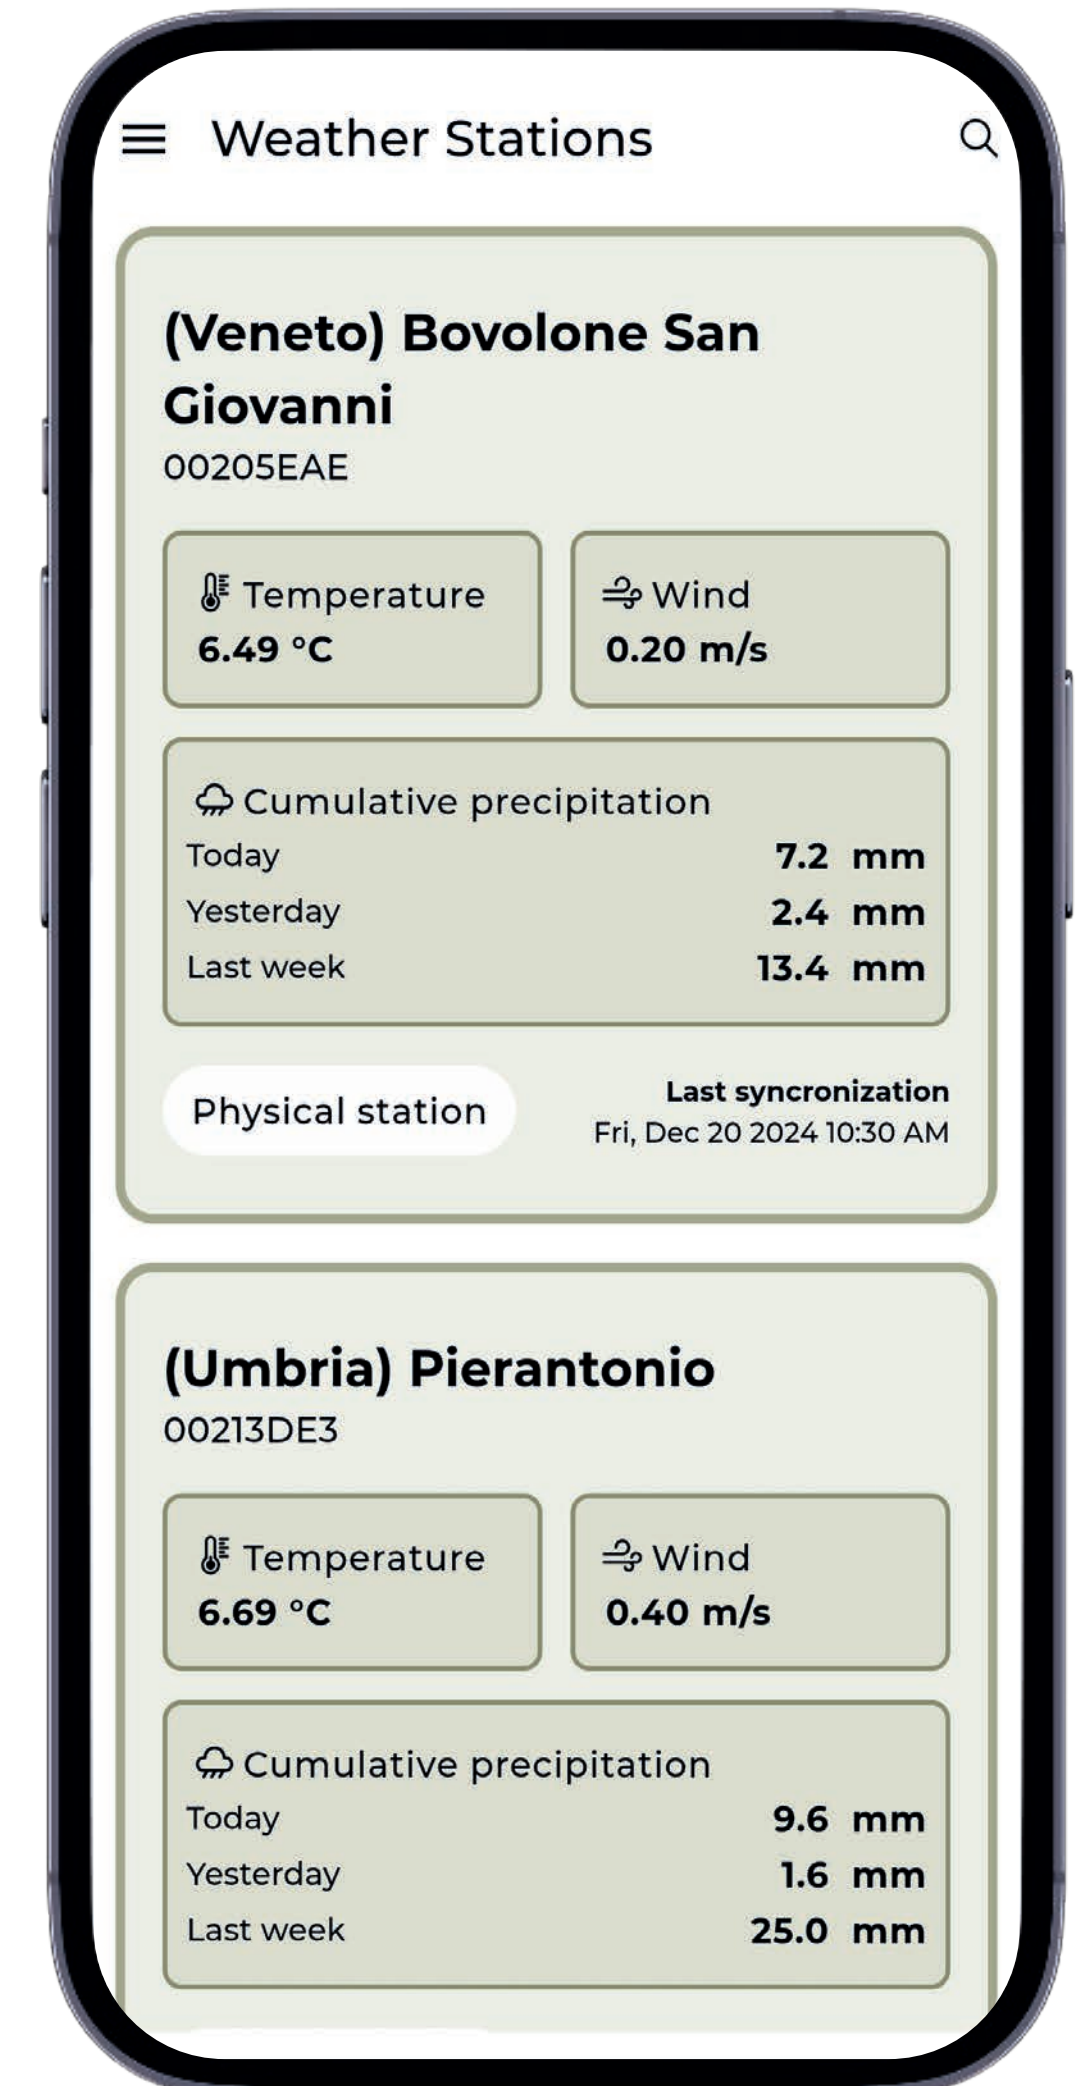 Weather Stations
(Veneto) Bovolone San
Giovanni
00205EAE
Temperature
6.49 °C
Wind
0.20 m/s
Cumulative precipitation
Today 7.2 mm
Yesterday 2.4 mm
Last week 13.4 mm
Physical station
Last syncronization
Fri, Dec 20 2024 10:30 AM
(Umbria) Pierantonio
00213DE3
Temperature
6.69 °C
Wind
0.40 m/s
Cumulative precipitation
Today 9.6 mm
Yesterday 1.6 mm
Last week 25.0 mm